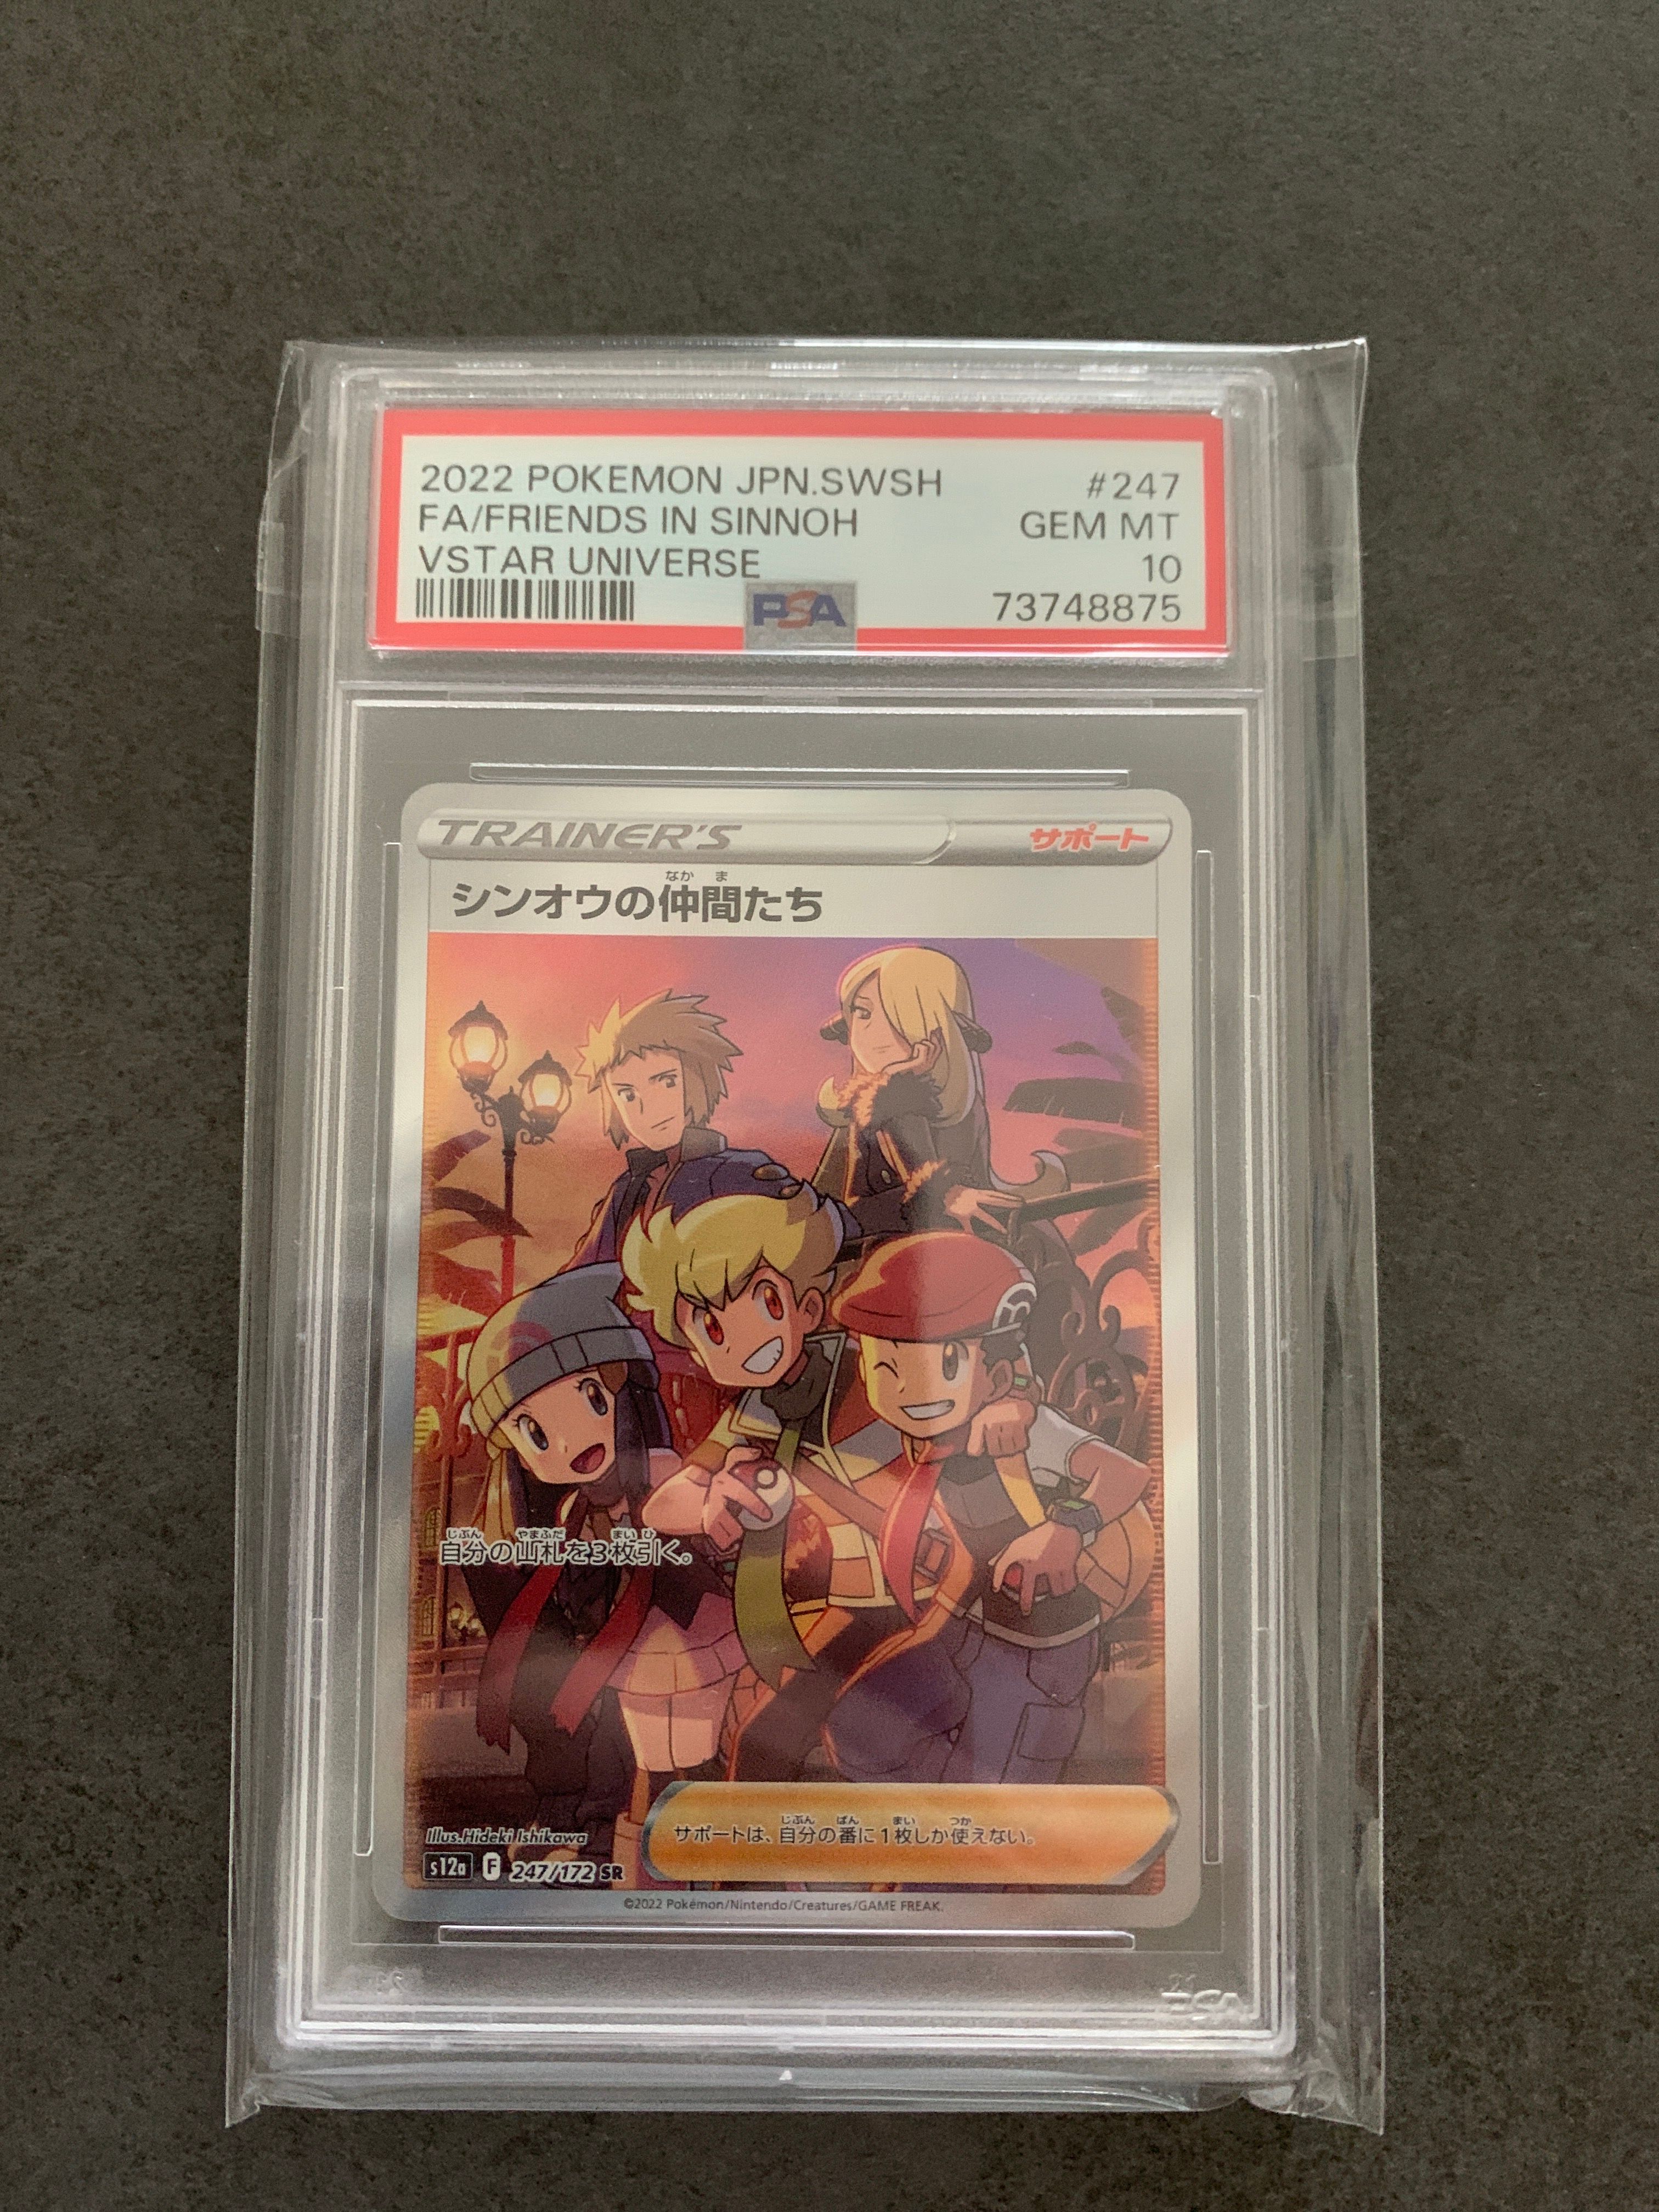 2022 POKEMON JPN.SWSH #247
FA/FRIENDS IN SINNOH GEM MT
VSTAR UNIVERSE 10
PSA 73748875
TRAINER'S サポート
なかま
シンオウの仲間たち
じぶん やまふだ まい ひ
自分の山札を3枚引く。
じぶん ばん まい つか
サポートは、自分の番に1枚しか使えない。
Illus.Hideki Ishikawa
s12a F 247/172 SR
©2022 Pokémon/Nintendo/Creatures/GAME FREAK.
PSA